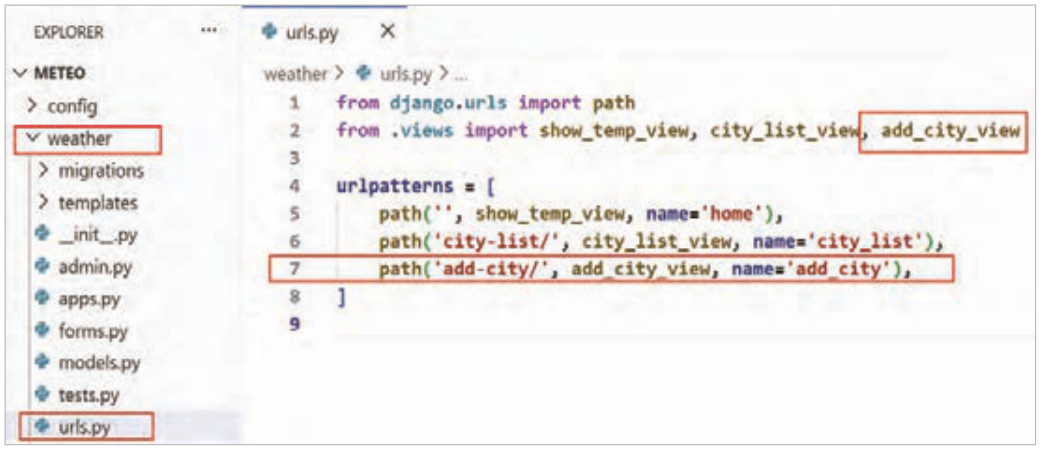 EXPLORER ...
METEO
config
weather
migrations
templates
__init__.py
admin.py
apps.py
forms.py
models.py
tests.py
urls.py
urls.py ×
weather > urls.py > ...
1 from django.urls import path
2 from .views import show_temp_view, city_list_view, add_city_view
3
4 urlpatterns = [
5 path('', show_temp_view, name='home'),
6 path('city-list/', city_list_view, name='city_list'),
7 path('add-city/', add_city_view, name='add_city'),
8 ]
9